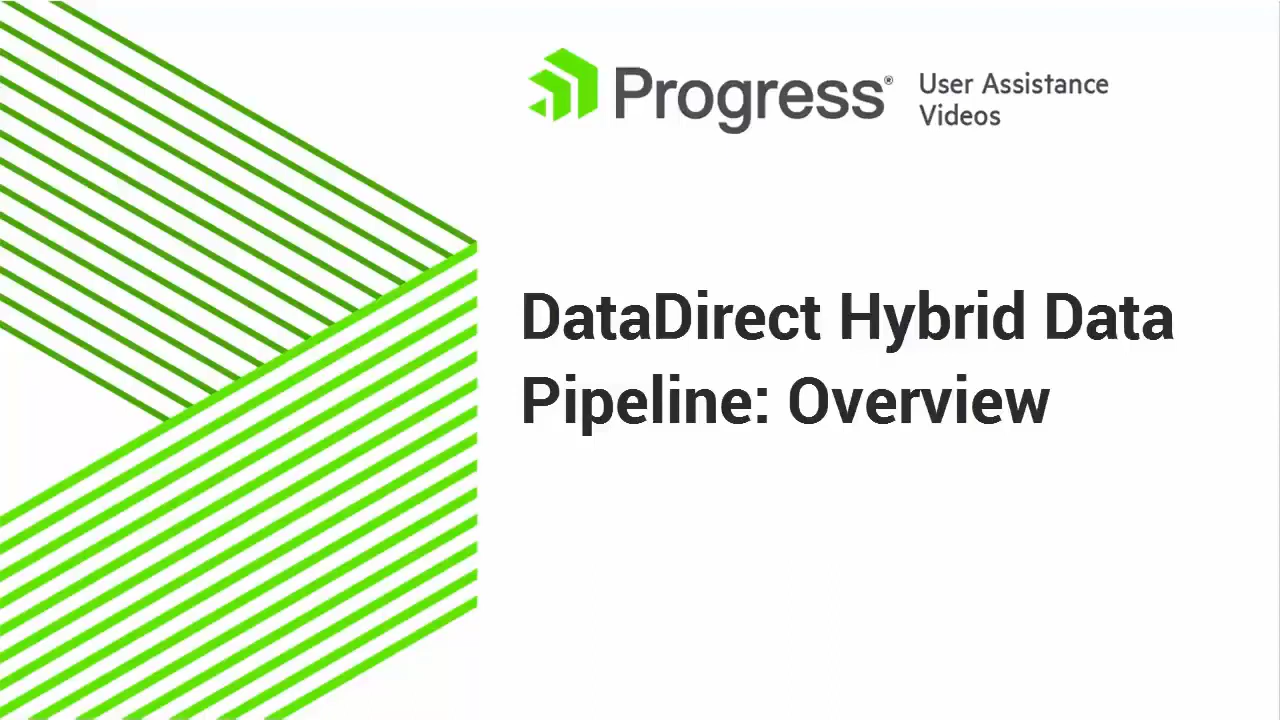 Progress® User Assistance
Videos
DataDirect Hybrid Data
Pipeline: Overview